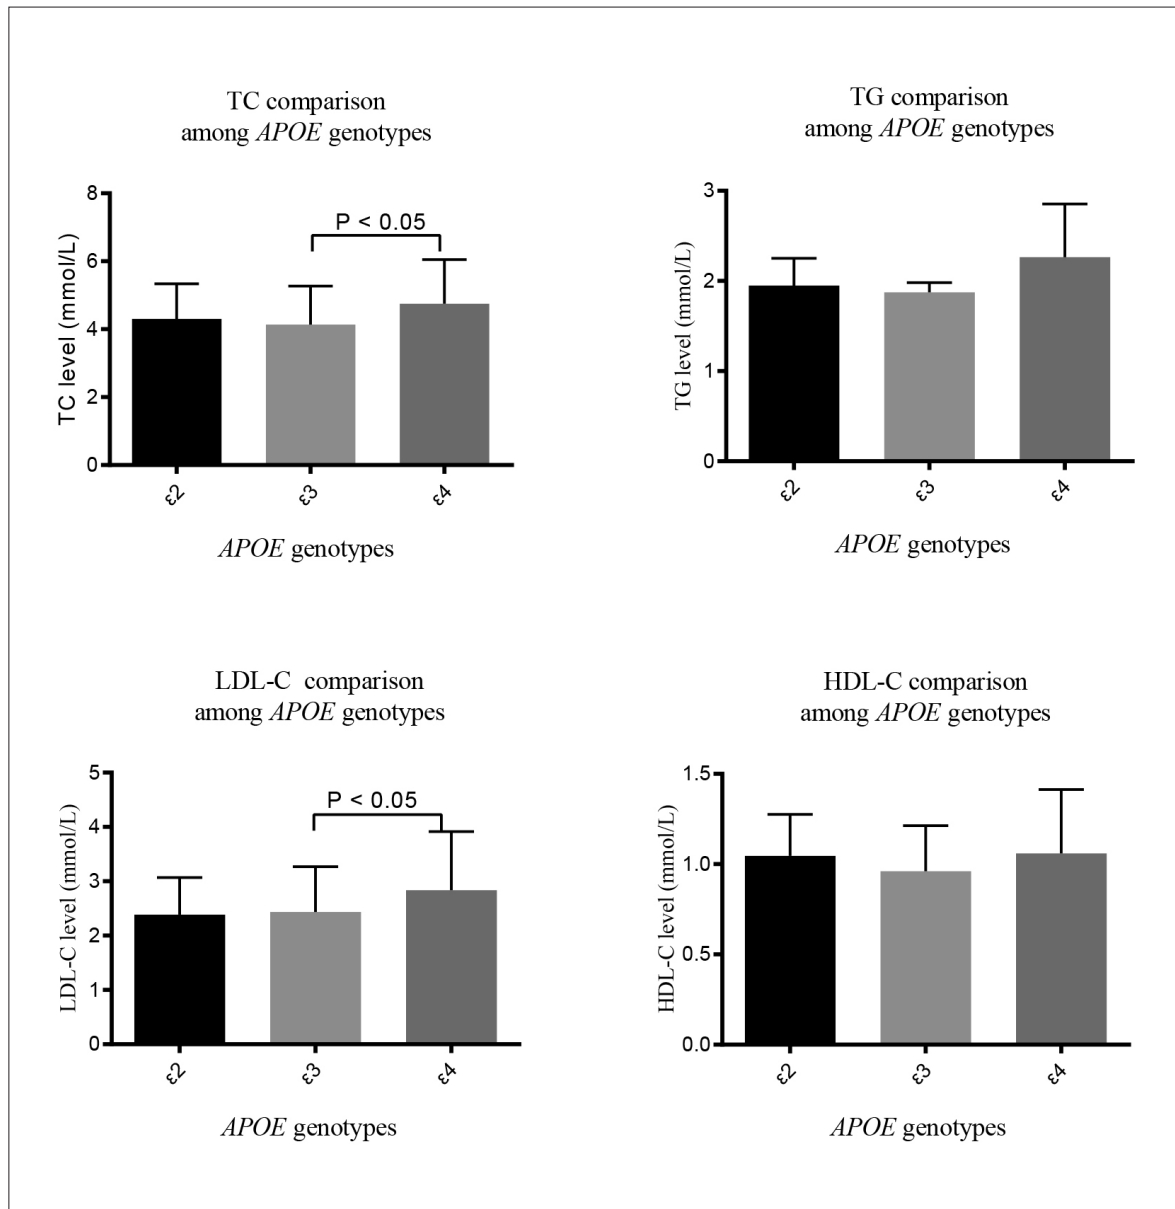 TC comparison
among APOE genotypes
8
6
4
2
0
TC level (mmol/L)
P < 0.05
ε2
ε3
ε4
APOE genotypes
TG comparison
among APOE genotypes
3
2
1
0
TG level (mmol/L)
ε2
ε3
ε4
APOE genotypes
LDL-C comparison
among APOE genotypes
5
4
3
2
1
0
LDL-C level (mmol/L)
P < 0.05
ε2
ε3
ε4
APOE genotypes
HDL-C comparison
among APOE genotypes
1.5
1.0
0.5
0.0
HDL-C level (mmol/L)
ε2
ε3
ε4
APOE genotypes